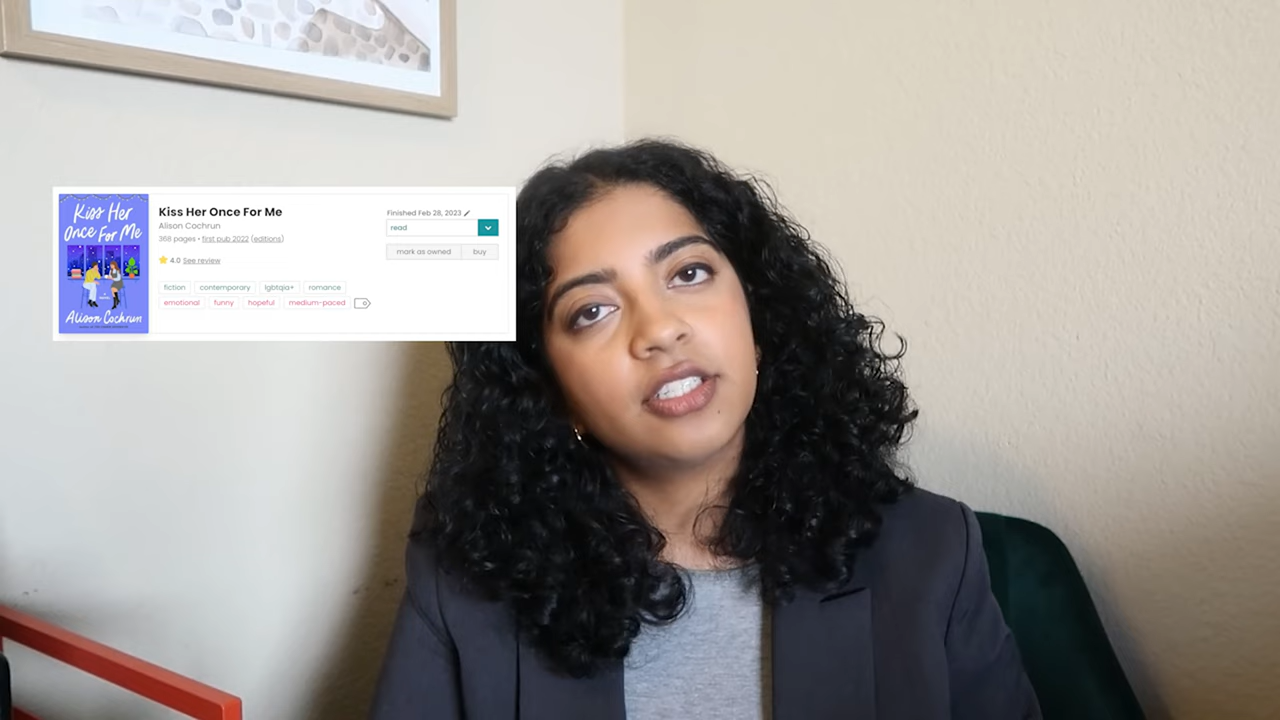 Kiss Her
Once For Me
Alison Cochrun
Kiss Her Once For Me
Alison Cochrun
368 pages • first pub 2022 (editions)
4.0 See review
fiction contemporary lgbtqia+ romance
emotional funny hopeful medium-paced
Finished Feb 28, 2023
read
mark as owned buy